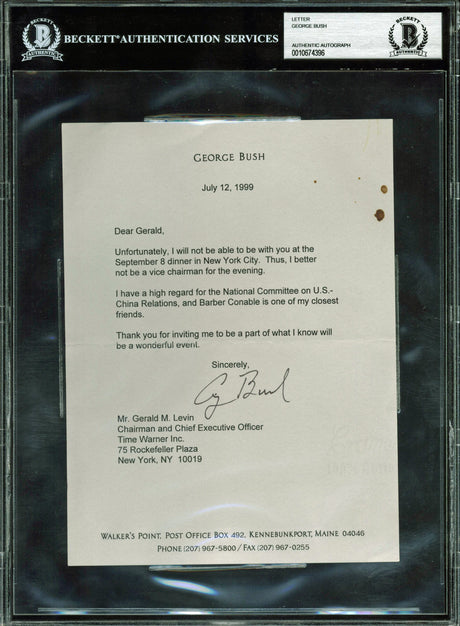 BECKETT
AUTHENTIC
BECKETT AUTHENTICATION SERVICES
LETTER
GEORGE BUSH
AUTHENTIC AUTOGRAPH
0010674396
BECKETT
AUTHENTIC
GEORGE BUSH
July 12, 1999
Dear Gerald,
Unfortunately, I will not be able to be with you at the
September 8 dinner in New York City. Thus, I better
not be a vice chairman for the evening.
I have a high regard for the National Committee on U.S.-
China Relations, and Barber Conable is one of my closest
friends.
Thank you for inviting me to be a part of what I know will
be a wonderful event.
Sincerely,
G Bush
Mr. Gerald M. Levin
Chairman and Chief Executive Officer
Time Warner Inc.
75 Rockefeller Plaza
New York, NY 10019
WALKER'S POINT, POST OFFICE BOX 492, KENNEBUNKPORT, MAINE 04046
PHONE (207) 967-5800 / FAX (207) 967-0255